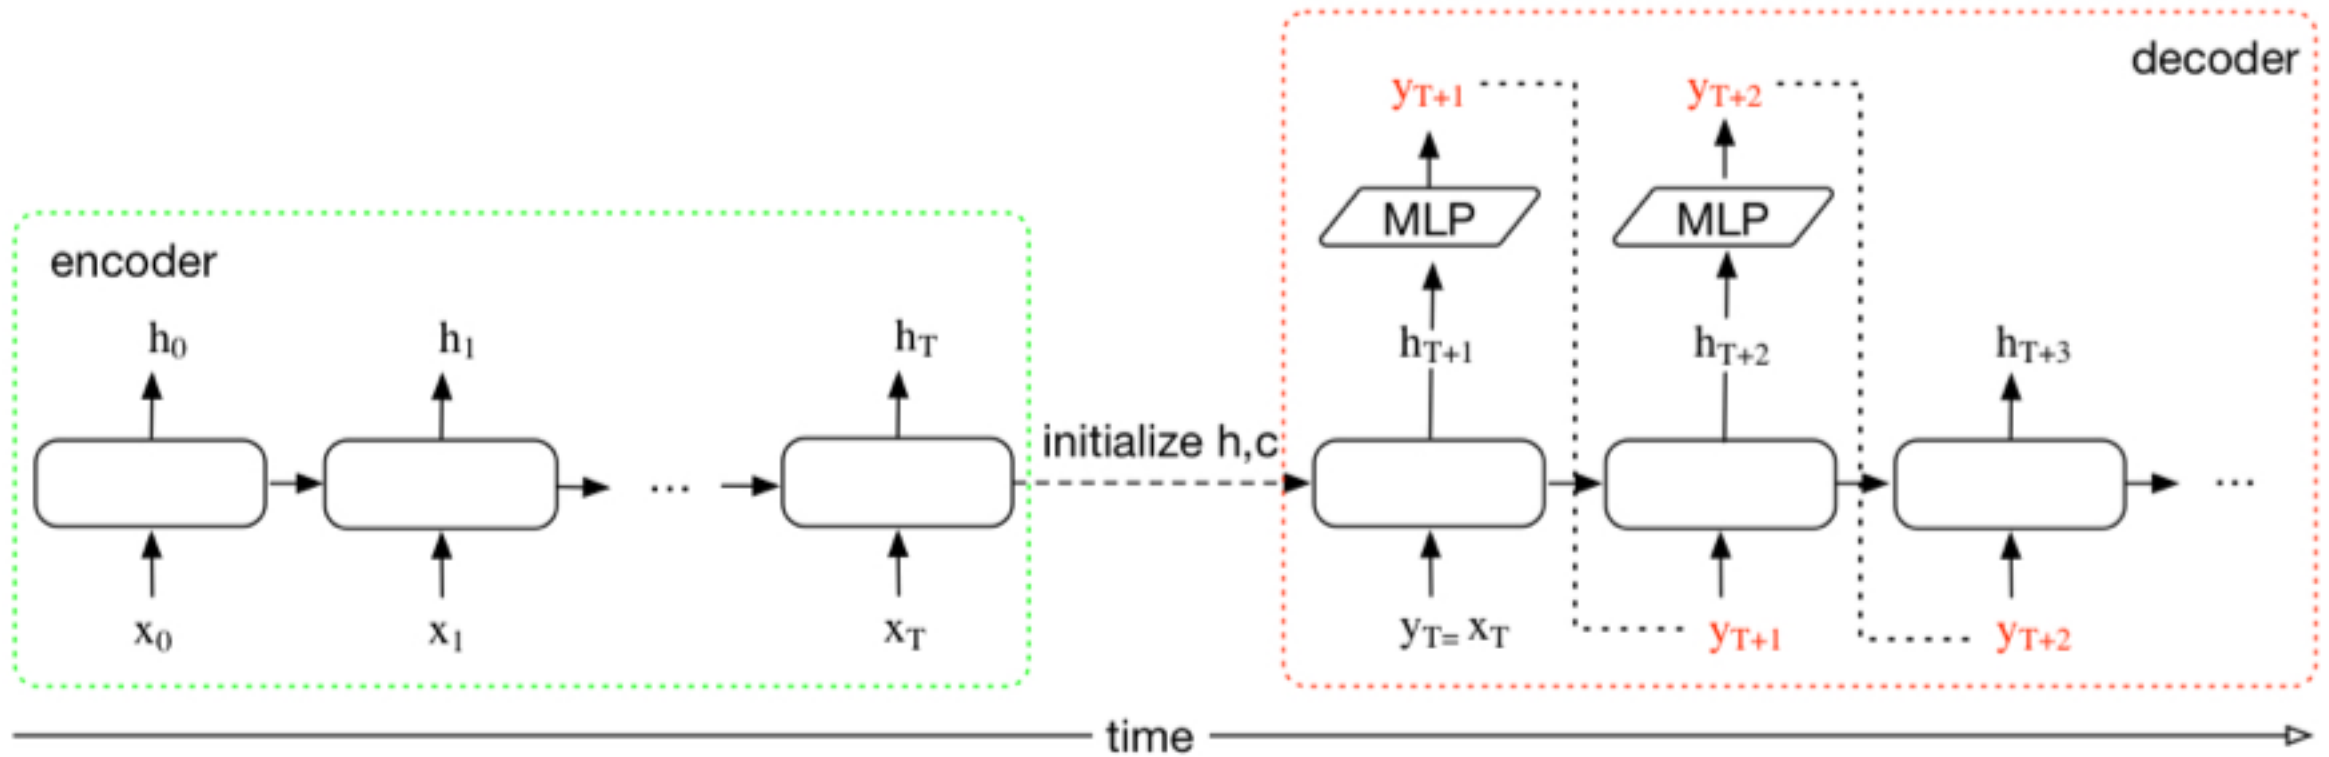 decoder
yT+1 yT+2
MLP MLP
encoder
h0 h1 hT hT+1 hT+2 hT+3
initialize h,c
... ...
x0 x1 xT yT= xT yT+1 yT+2
time